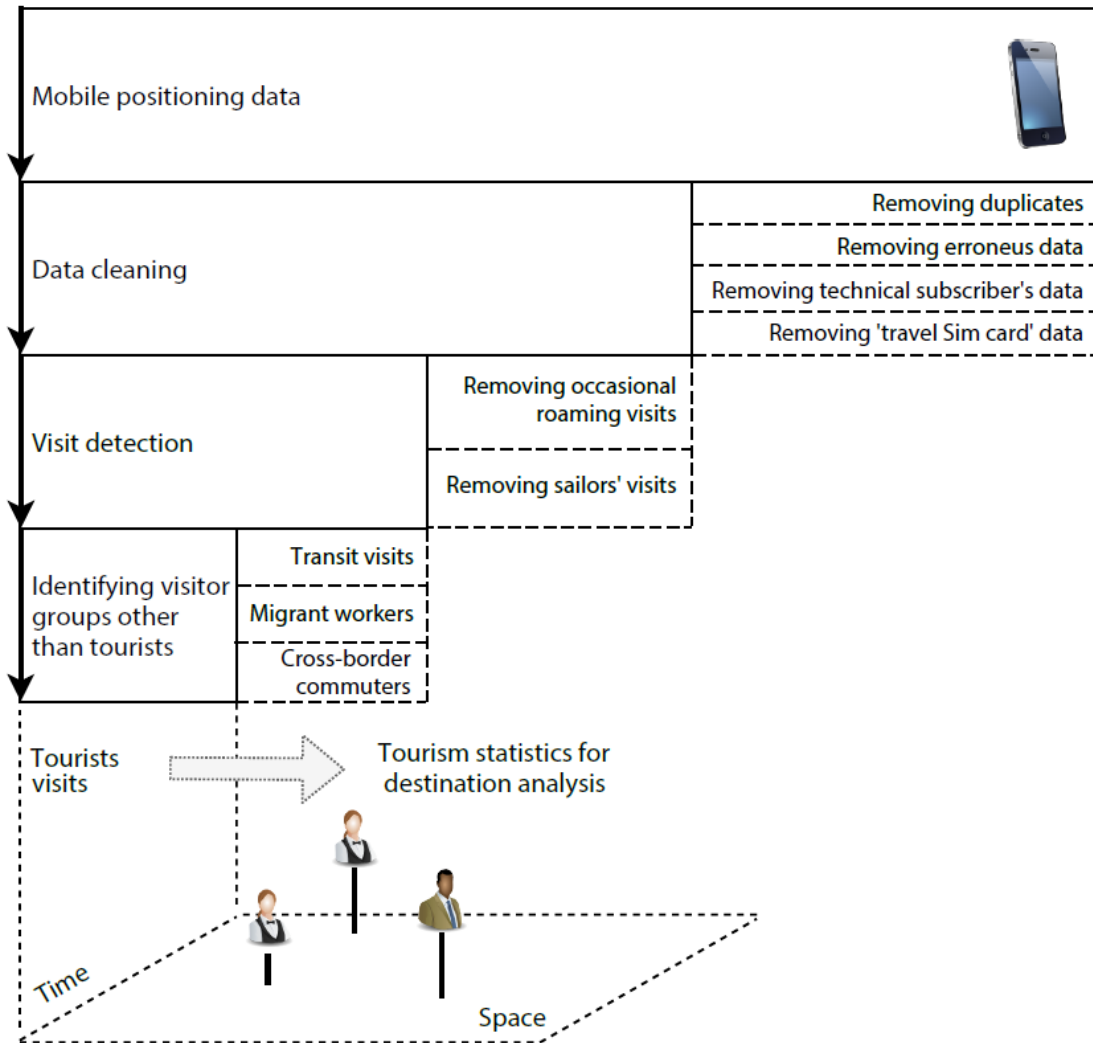 Mobile positioning data
Data cleaning
Removing duplicates
Removing erroneus data
Removing technical subscriber's data
Removing 'travel Sim card' data
Visit detection
Removing occasional
roaming visits
Removing sailors' visits
Identifying visitor
groups other
than tourists
Transit visits
Migrant workers
Cross-border
commuters
Tourists
visits
Tourism statistics for
destination analysis
Time
Space